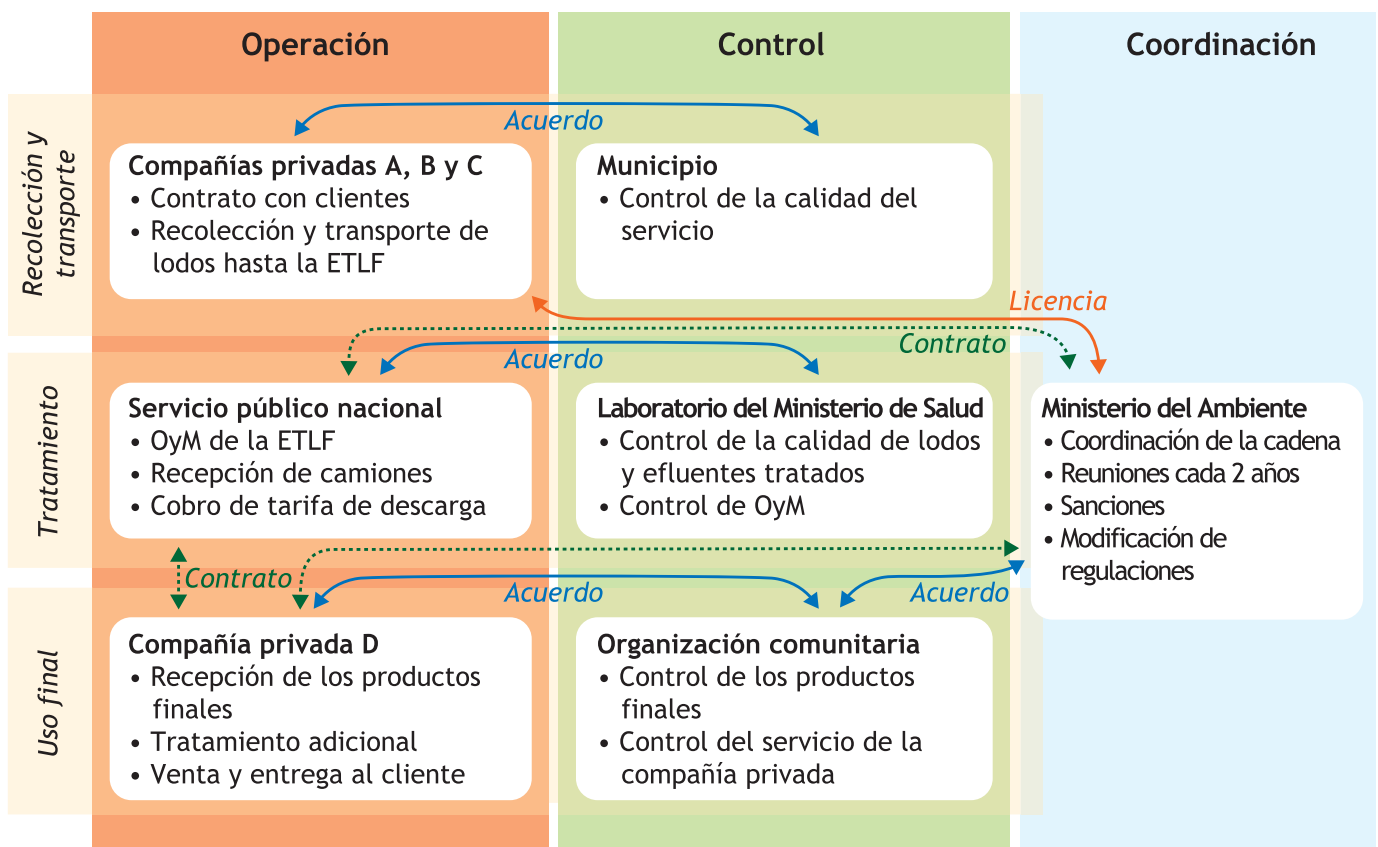 Operación
Control
Coordinación
Recolección y
transporte
Acuerdo
Compañías privadas A, B y C
• Contrato con clientes
• Recolección y transporte de
lodos hasta la ETLF
Municipio
• Control de la calidad del
servicio
Licencia
Contrato
Acuerdo
Tratamiento
Servicio público nacional
• OyM de la ETLF
• Recepción de camiones
• Cobro de tarifa de descarga
Laboratorio del Ministerio de Salud
• Control de la calidad de lodos
y efluentes tratados
• Control de OyM
Ministerio del Ambiente
• Coordinación de la cadena
• Reuniones cada 2 años
• Sanciones
• Modificación de
regulaciones
Contrato
Acuerdo
Acuerdo
Uso final
Compañía privada D
• Recepción de los productos
finales
• Tratamiento adicional
• Venta y entrega al cliente
Organización comunitaria
• Control de los productos
finales
• Control del servicio de la
compañía privada